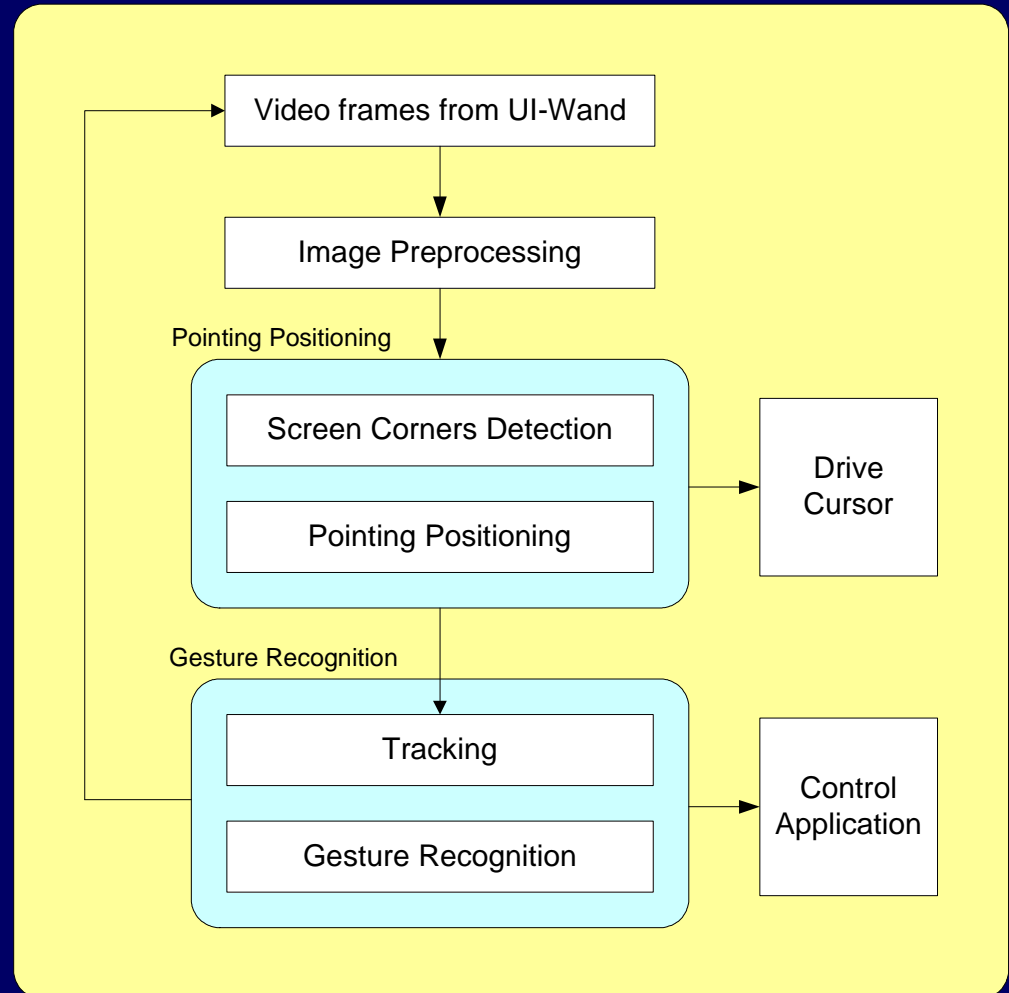 Video frames from UI-Wand
Image Preprocessing
Pointing Positioning
Screen Corners Detection
Pointing Positioning
Drive
Cursor
Gesture Recognition
Tracking
Gesture Recognition
Control
Application